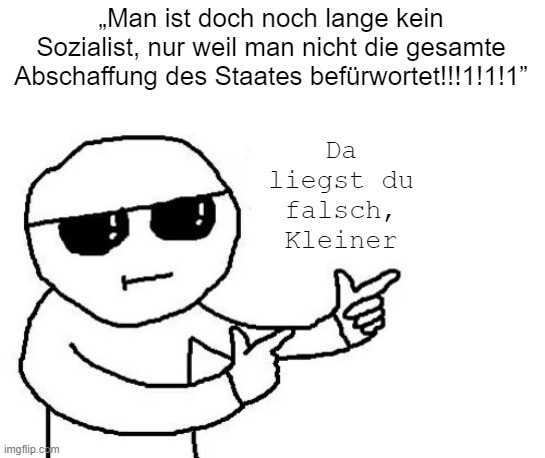 „Man ist doch noch lange kein
Sozialist, nur weil man nicht die gesamte
Abschaffung des Staates befürwortet!!!1!1!1”
Da
liegst du
falsch,
Kleiner
imgflip.com